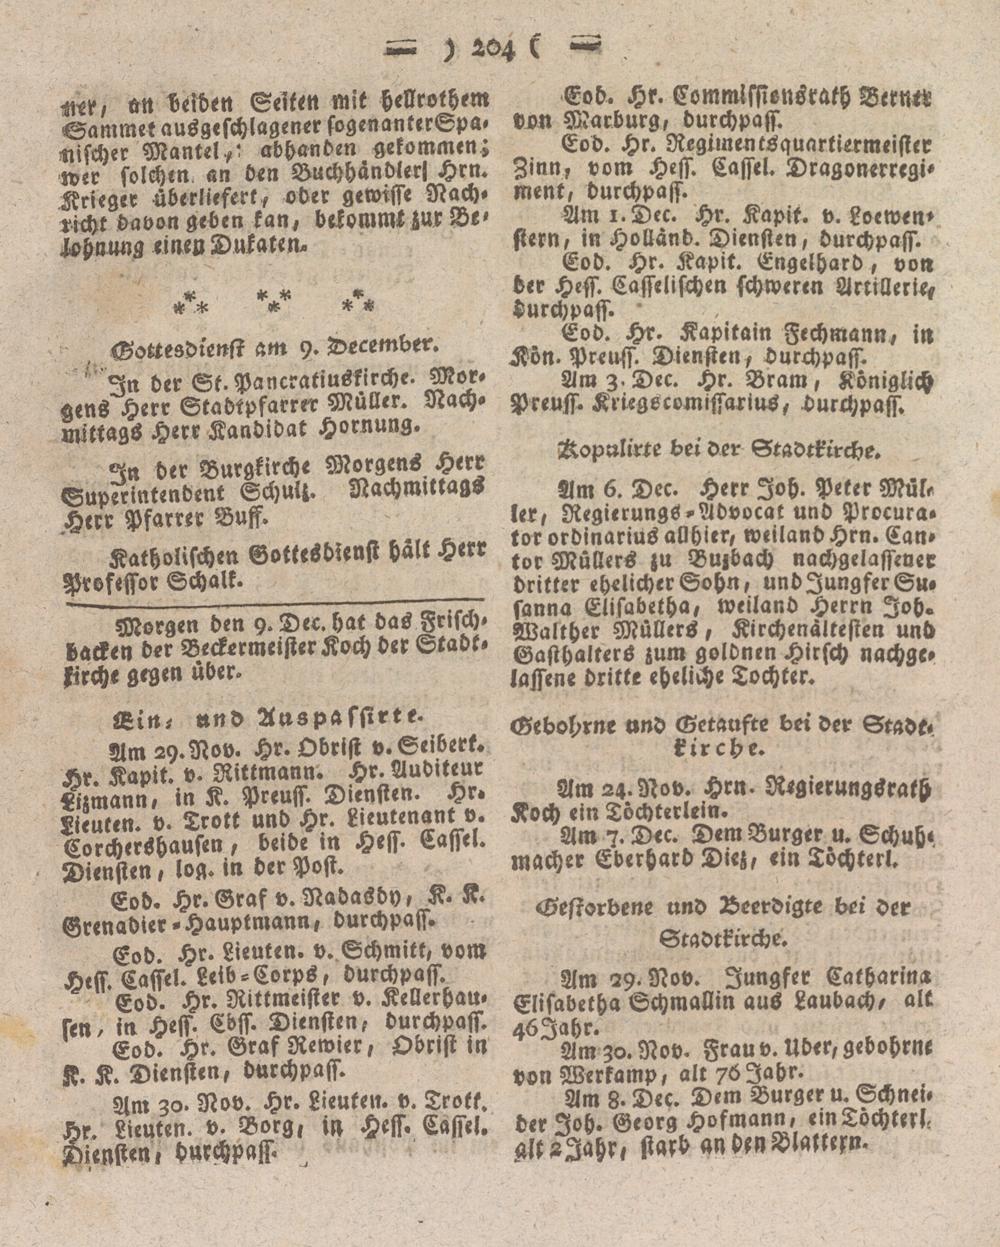 ) 204 (
ner, an beiden Seiten mit hellrothem
Sammet ausgeschlagener sogenanter Spa-
nischer Mantel, abhanden gekommen;
wer solchen an den Buchhändler Hrn.
Krieger überliefert, oder gewisse Nach-
richt davon geben kan, bekommt zur Be-
lohnung einen Dukaten.
*** *** ***
Gottesdienst am 9. December.
In der St. Pancratiuskirche. Mor-
gens Herr Stadtpfarrer Müller. Nach-
mittags Herr Kandidat Hornung.
In der Burgkirche Morgens Herr
Superintendent Schulz. Nachmittags
Herr Pfarrer Buff.
Katholischen Gottesdienst hält Herr
Professor Schalk.
Morgen den 9. Dec. hat das Frisch-
backen der Beckermeister Koch der Stadt-
kirche gegen über.
Ein- und Auspassirte.
Am 29. Nov. Hr. Obrist v. Seibert.
Hr. Kapit. v. Rittmann. Hr. Auditeur
Lizmann, in K. Preuss. Diensten. Hr.
Lieuten. v. Trott und Hr. Lieutenant v.
Corchershausen, beide in Hess. Cassel.
Diensten, log. in der Post.
Eod. Hr. Graf v. Nadasdy, K. K.
Grenadier-Hauptmann, durchpass.
Eod. Hr. Lieuten. v. Schmitt, vom
Hess. Cassel. Leib-Corps, durchpass.
Eod. Hr. Rittmeister v. Kellerhau-
sen, in Hess. Cbss. Diensten, durchpass.
Eod. Hr. Graf Rewier, Obrist in
K. K. Diensten, durchpass.
Am 30. Nov. Hr. Lieuten. v. Trott.
Hr. Lieuten. v. Borg, in Hess. Cassel.
Diensten, durchpass.
Eod. Hr. Commissionsrath Berner
von Marburg, durchpass.
Eod. Hr. Regimentsquartiermeister
Zinn, vom Hess. Cassel. Dragonerregi-
ment, durchpass.
Am 1. Dec. Hr. Kapit. v. Loewen-
stern, in Holländ. Diensten, durchpass.
Eod. Hr. Kapit. Engelhard, von
der Hess. Casselischen schweren Artillerie,
durchpass.
Eod. Hr. Kapitain Fechmann, in
Kön. Preuss. Diensten, durchpass.
Am 3. Dec. Hr. Bram, Königlich
Preuss. Kriegscomissarius, durchpass.
Kopulirte bei der Stadtkirche.
Am 6. Dec. Herr Joh. Peter Mül-
ler, Regierungs-Advocat und Procura-
tor ordinarius allhier, weiland Hrn. Can-
tor Müllers zu Buzbach nachgelassener
dritter ehelicher Sohn, und Jungfer Su-
sanna Elisabetha, weiland Herrn Joh.
Walther Müllers, Kirchenältesten und
Gasthalters zum goldnen Hirsch nachge-
lassene dritte eheliche Tochter.
Gebohrne und Getaufte bei der Stadt-
kirche.
Am 24. Nov. Hrn. Regierungsrath
Koch ein Töchterlein.
Am 7. Dec. Dem Burger u. Schuh-
macher Eberhard Diez, ein Töchterl.
Gestorbene und Beerdigte bei der
Stadtkirche.
Am 29. Nov. Jungfer Catharina
Elisabetha Schmallin aus Laubach, alt
46 Jahr.
Am 30. Nov. Frau v. Uder, gebohrne
von Werkamp, alt 76 Jahr.
Am 8. Dec. Dem Burger u. Schnei-
der Joh. Georg Hofmann, ein Töchterl.
alt 2 Jahr, starb an den Blattern.